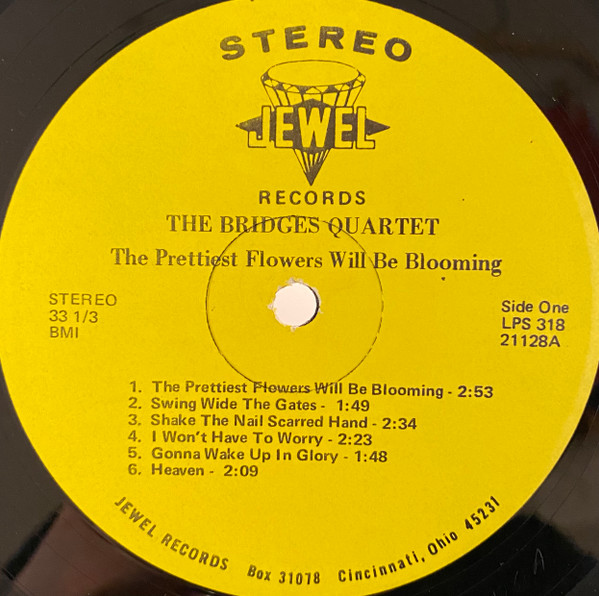 STEREO
JEWEL
RECORDS
THE BRIDGES QUARTET
The Prettiest Flowers Will Be Blooming
STEREO
33 1/3
BMI
Side One
LPS 318
21128A
1. The Prettiest Flowers Will Be Blooming - 2:53
2. Swing Wide The Gates - 1:49
3. Shake The Nail Scarred Hand - 2:34
4. I Won't Have To Worry - 2:23
5. Gonna Wake Up In Glory - 1:48
6. Heaven - 2:09
JEWEL RECORDS Box 31078 Cincinnati, Ohio 45231